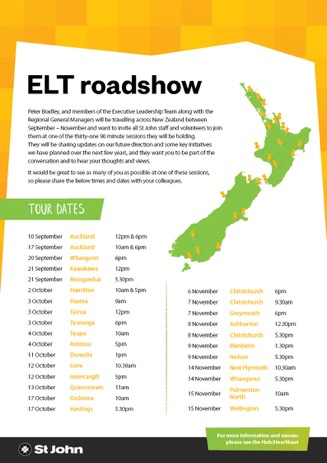 ELT roadshow
Peter Bradley, and members of the Executive Leadership Team along with the
Regional General Managers will be travelling across New Zealand between
September – November and want to invite all St John staff and volunteers to join
them at one of the thirty-one 90 minute sessions they will be holding.
They will be sharing updates on our future direction and some key initiatives
we have planned over the next few years, and they want you to be part of the
conversation and to hear your thoughts and views.
It would be great to see as many of you as possible at one of these sessions,
so please share the below times and dates with your colleagues.
TOUR DATES
10 September Auckland 12pm & 6pm
17 September Auckland 10am & 6pm
20 September Whangarei 6pm
21 September Kawakawa 12pm
21 September Mangawhai 5.30pm
2 October Hamilton 10am & 5pm
3 October Paeroa 9am
3 October Tairua 12pm
3 October Tauranga 6pm
4 October Taupo 10am
4 October Rotorua 5pm
11 October Dunedin 1pm
12 October Gore 10.30am
12 October Invercargill 5pm
13 October Queenstown 11am
17 October Gisborne 10am
17 October Hastings 5.30pm
6 November Christchurch 6pm
7 November Christchurch 9.30am
7 November Greymouth 6pm
8 November Ashburton 12.30pm
8 November Christchurch 5.30pm
9 November Blenheim 1.30pm
9 November Nelson 5.30pm
14 November New Plymouth 10.30am
14 November Whanganui 5.30pm
15 November Palmerston North 10am
15 November Wellington 5.30pm
St John
For more information and venues
please see the Hub/Heartbeat